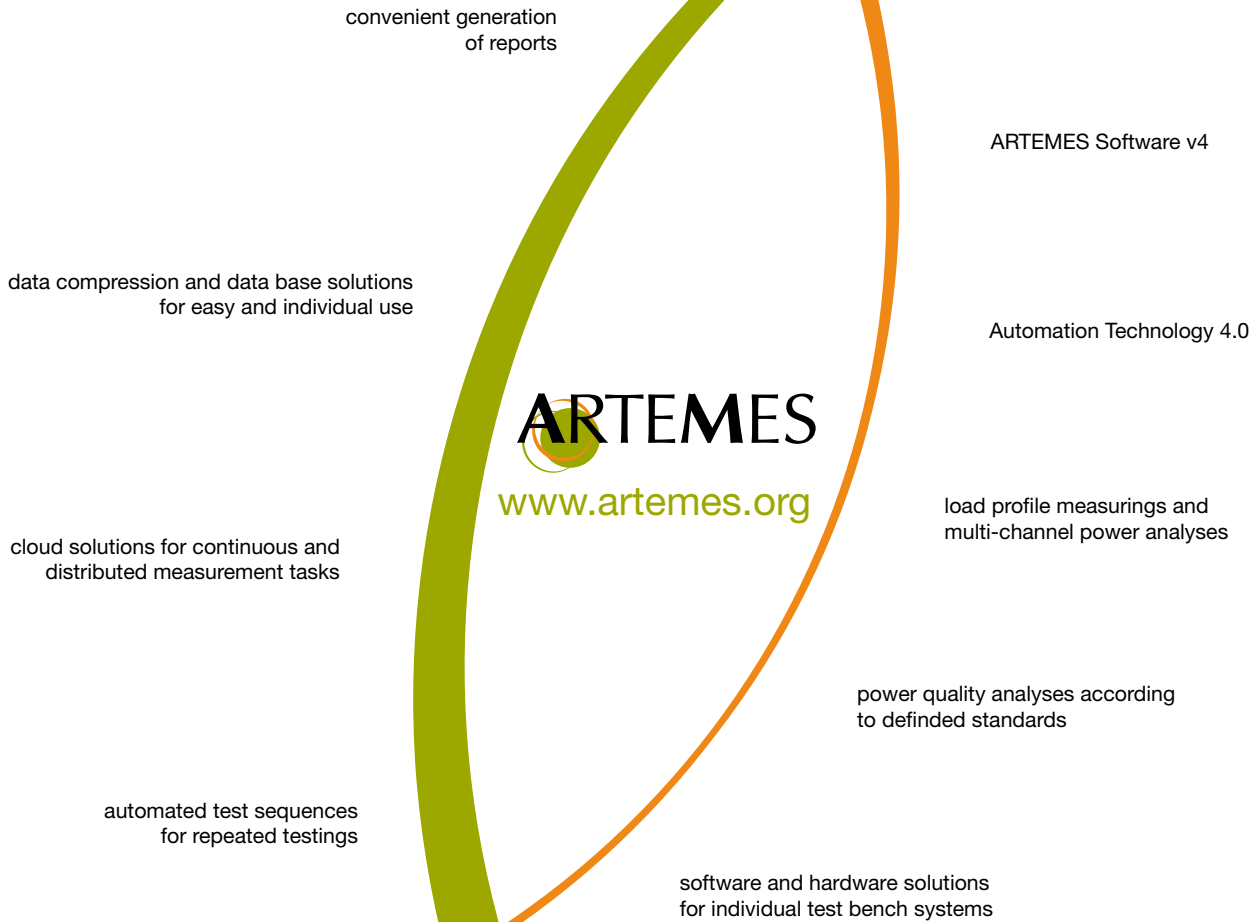 convenient generation
of reports
ARTEMES Software v4
data compression and data base solutions
for easy and individual use
Automation Technology 4.0
ARTEMES
www.artemes.org
load profile measurings and
multi-channel power analyses
cloud solutions for continuous and
distributed measurement tasks
power quality analyses according
to definded standards
automated test sequences
for repeated testings
software and hardware solutions
for individual test bench systems